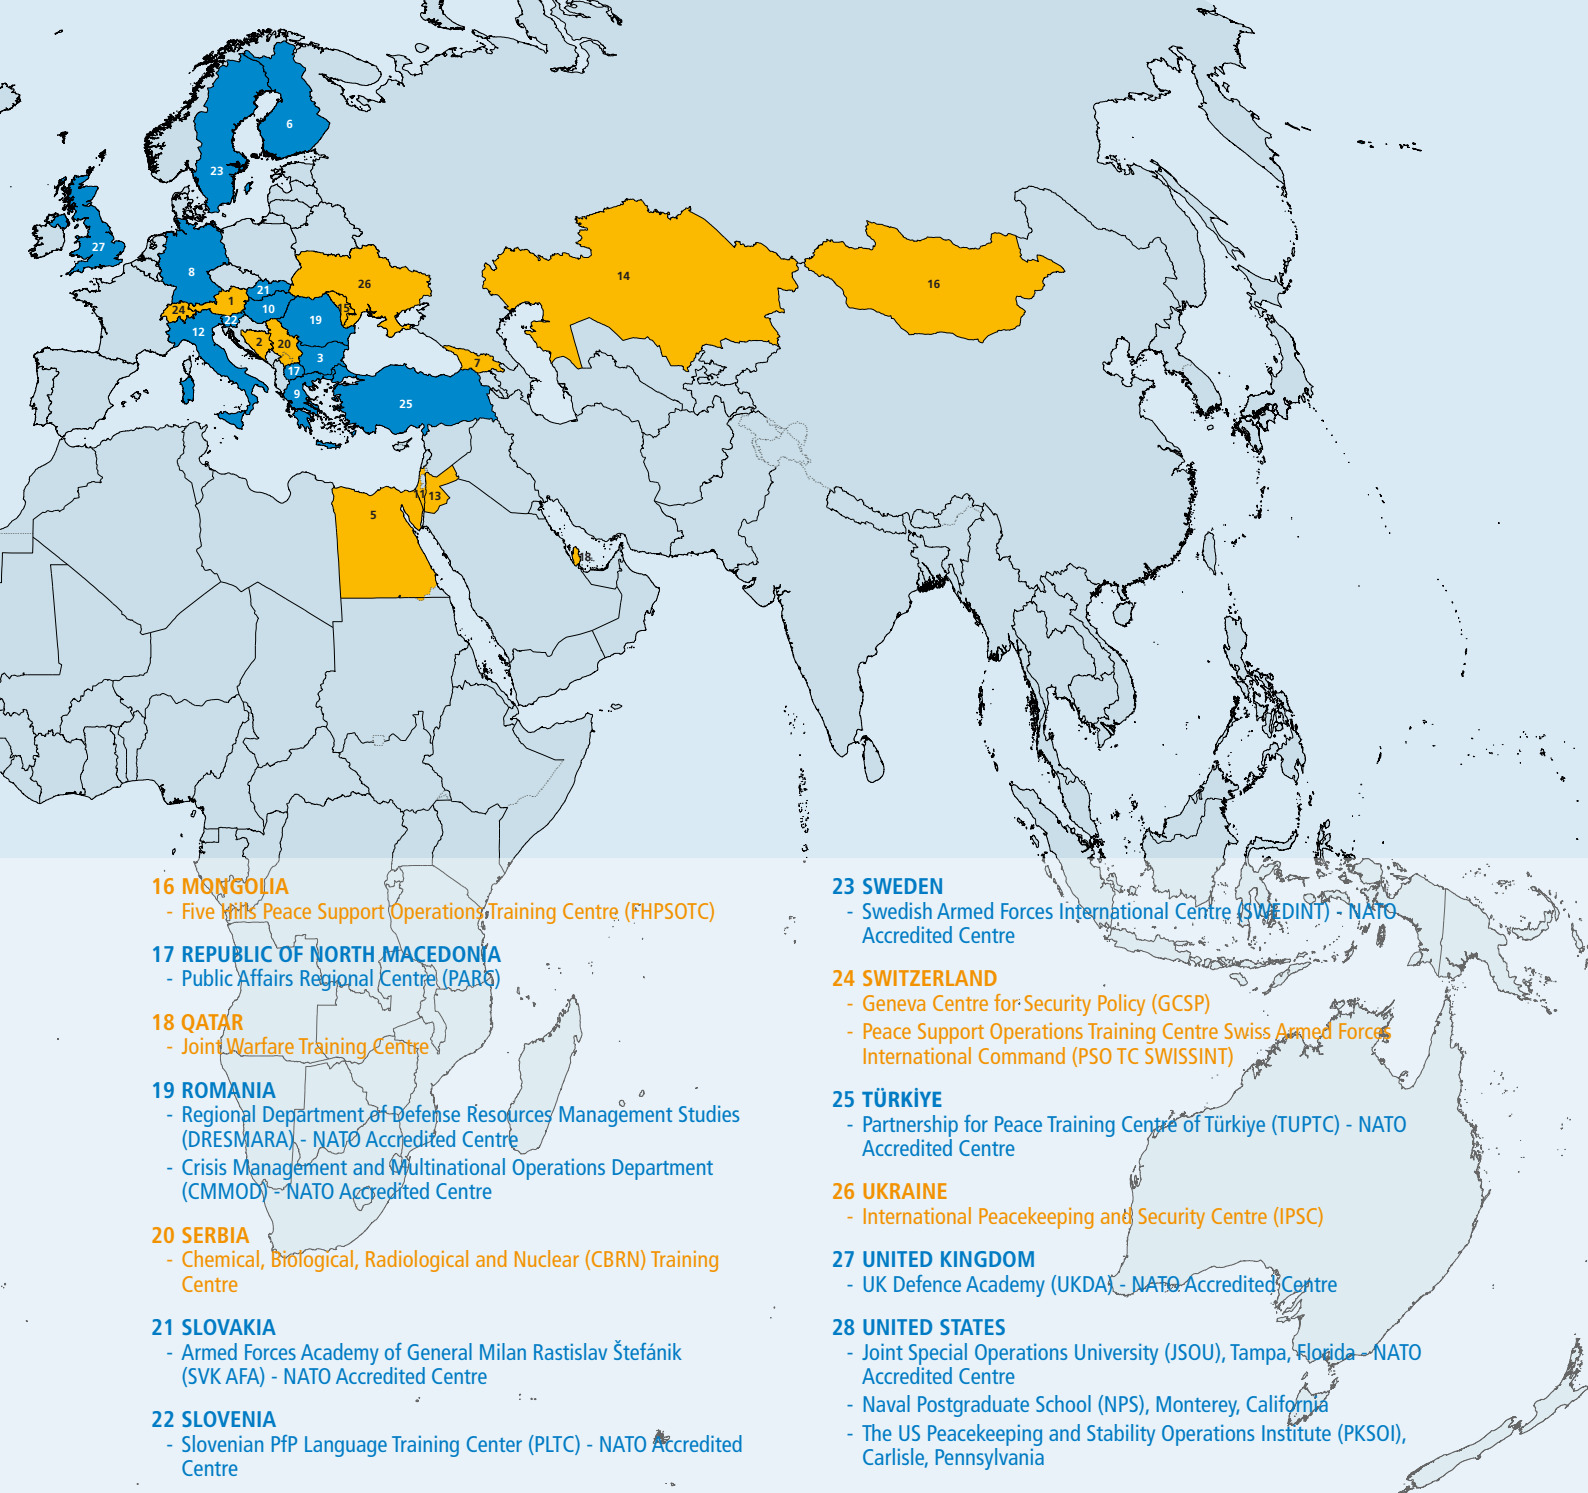 6
23
27
8
26
14
16
21
1
24
10
15
22
19
12
2
20
3
7
17
9
25
11
13
5
18
16 MONGOLIA
- Five Hills Peace Support Operations Training Centre (FHPSOTC)
17 REPUBLIC OF NORTH MACEDONIA
- Public Affairs Regional Centre (PARC)
18 QATAR
- Joint Warfare Training Centre
19 ROMANIA
- Regional Department of Defense Resources Management Studies
(DRESMARA) - NATO Accredited Centre
- Crisis Management and Multinational Operations Department
(CMMOD) - NATO Accredited Centre
20 SERBIA
- Chemical, Biological, Radiological and Nuclear (CBRN) Training
Centre
21 SLOVAKIA
- Armed Forces Academy of General Milan Rastislav Štefánik
(SVK AFA) - NATO Accredited Centre
22 SLOVENIA
- Slovenian PfP Language Training Center (PLTC) - NATO Accredited
Centre
23 SWEDEN
- Swedish Armed Forces International Centre (SWEDINT) - NATO
Accredited Centre
24 SWITZERLAND
- Geneva Centre for Security Policy (GCSP)
- Peace Support Operations Training Centre Swiss Armed Forces
International Command (PSO TC SWISSINT)
25 TÜRKİYE
- Partnership for Peace Training Centre of Türkiye (TUPTC) - NATO
Accredited Centre
26 UKRAINE
- International Peacekeeping and Security Centre (IPSC)
27 UNITED KINGDOM
- UK Defence Academy (UKDA) - NATO Accredited Centre
28 UNITED STATES
- Joint Special Operations University (JSOU), Tampa, Florida - NATO
Accredited Centre
- Naval Postgraduate School (NPS), Monterey, California
- The US Peacekeeping and Stability Operations Institute (PKSOI),
Carlisle, Pennsylvania